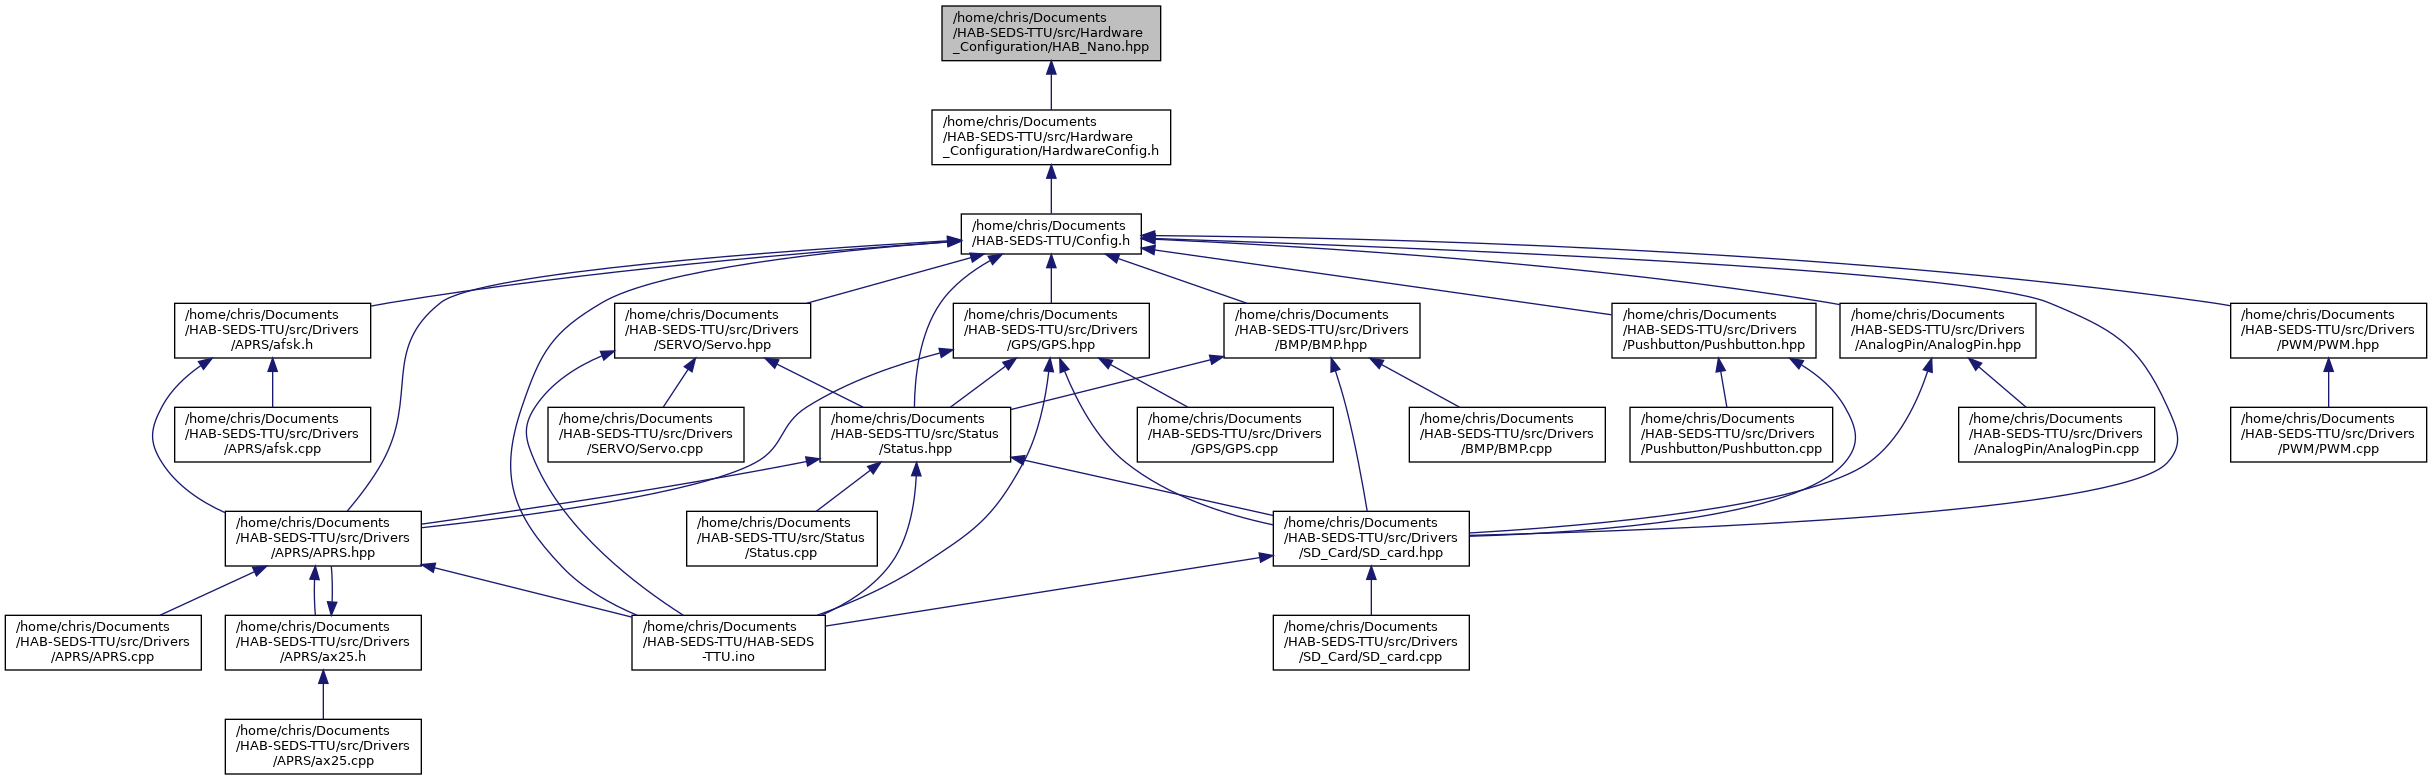 /home/chris/Documents
/HAB-SEDS-TTU/src/Hardware
_Configuration/HAB_Nano.hpp
/home/chris/Documents
/HAB-SEDS-TTU/src/Hardware
_Configuration/HardwareConfig.h
/home/chris/Documents
/HAB-SEDS-TTU/Config.h
/home/chris/Documents
/HAB-SEDS-TTU/src/Drivers
/APRS/afsk.h
/home/chris/Documents
/HAB-SEDS-TTU/src/Drivers
/SERVO/Servo.hpp
/home/chris/Documents
/HAB-SEDS-TTU/src/Drivers
/GPS/GPS.hpp
/home/chris/Documents
/HAB-SEDS-TTU/src/Drivers
/BMP/BMP.hpp
/home/chris/Documents
/HAB-SEDS-TTU/src/Drivers
/Pushbutton/Pushbutton.hpp
/home/chris/Documents
/HAB-SEDS-TTU/src/Drivers
/AnalogPin/AnalogPin.hpp
/home/chris/Documents
/HAB-SEDS-TTU/src/Drivers
/PWM/PWM.hpp
/home/chris/Documents
/HAB-SEDS-TTU/src/Drivers
/APRS/afsk.cpp
/home/chris/Documents
/HAB-SEDS-TTU/src/Drivers
/SERVO/Servo.cpp
/home/chris/Documents
/HAB-SEDS-TTU/src/Status
/Status.hpp
/home/chris/Documents
/HAB-SEDS-TTU/src/Drivers
/GPS/GPS.cpp
/home/chris/Documents
/HAB-SEDS-TTU/src/Drivers
/BMP/BMP.cpp
/home/chris/Documents
/HAB-SEDS-TTU/src/Drivers
/Pushbutton/Pushbutton.cpp
/home/chris/Documents
/HAB-SEDS-TTU/src/Drivers
/AnalogPin/AnalogPin.cpp
/home/chris/Documents
/HAB-SEDS-TTU/src/Drivers
/PWM/PWM.cpp
/home/chris/Documents
/HAB-SEDS-TTU/src/Drivers
/APRS/APRS.hpp
/home/chris/Documents
/HAB-SEDS-TTU/src/Status
/Status.cpp
/home/chris/Documents
/HAB-SEDS-TTU/src/Drivers
/SD_Card/SD_card.hpp
/home/chris/Documents
/HAB-SEDS-TTU/src/Drivers
/APRS/APRS.cpp
/home/chris/Documents
/HAB-SEDS-TTU/src/Drivers
/APRS/ax25.h
/home/chris/Documents
/HAB-SEDS-TTU/HAB-SEDS
-TTU.ino
/home/chris/Documents
/HAB-SEDS-TTU/src/Drivers
/SD_Card/SD_card.cpp
/home/chris/Documents
/HAB-SEDS-TTU/src/Drivers
/APRS/ax25.cpp